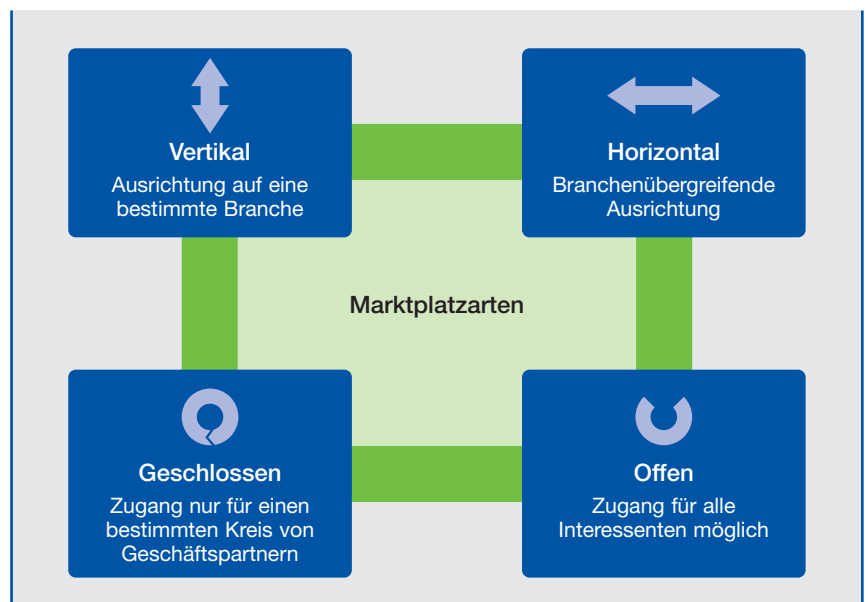 Vertikal
Ausrichtung auf eine
bestimmte Branche
Horizontal
Branchenübergreifende
Ausrichtung
Marktplatzarten
Geschlossen
Zugang nur für einen
bestimmten Kreis von
Geschäftspartnern
Offen
Zugang für alle
Interessenten möglich